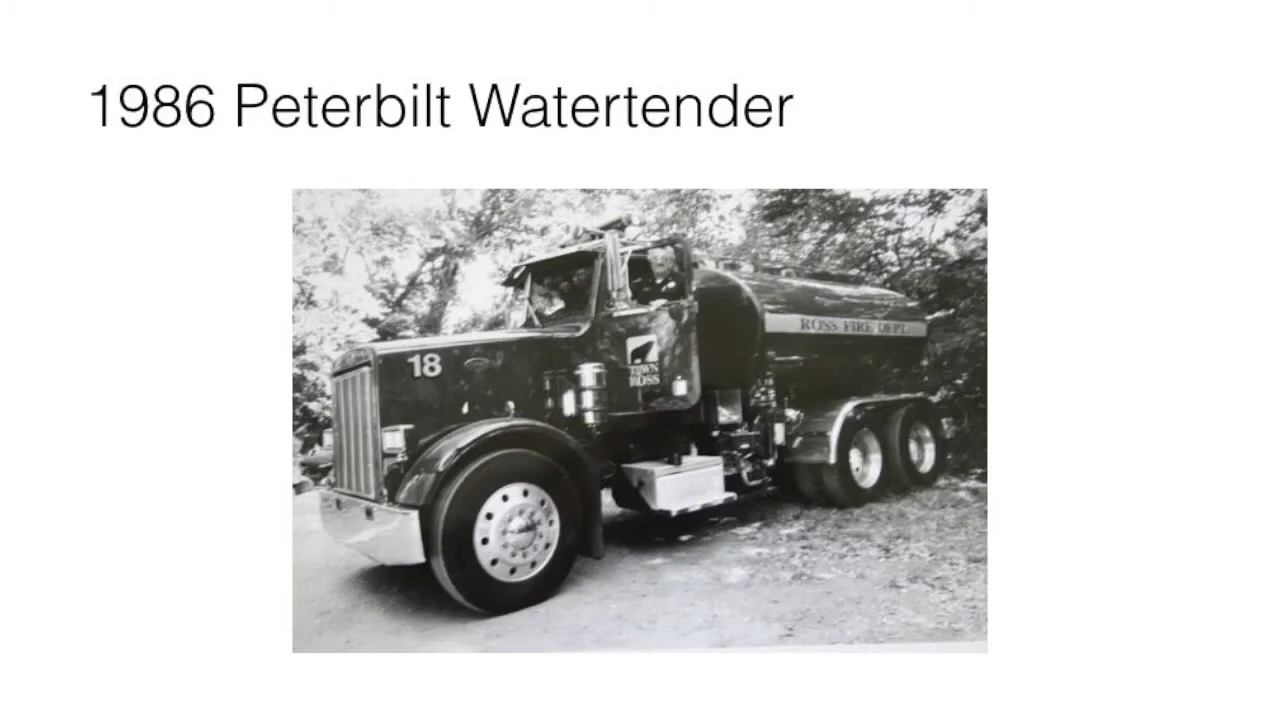 1986 Peterbilt Watertender
18
TOWN
ROSS
ROSS FIRE DEPT.